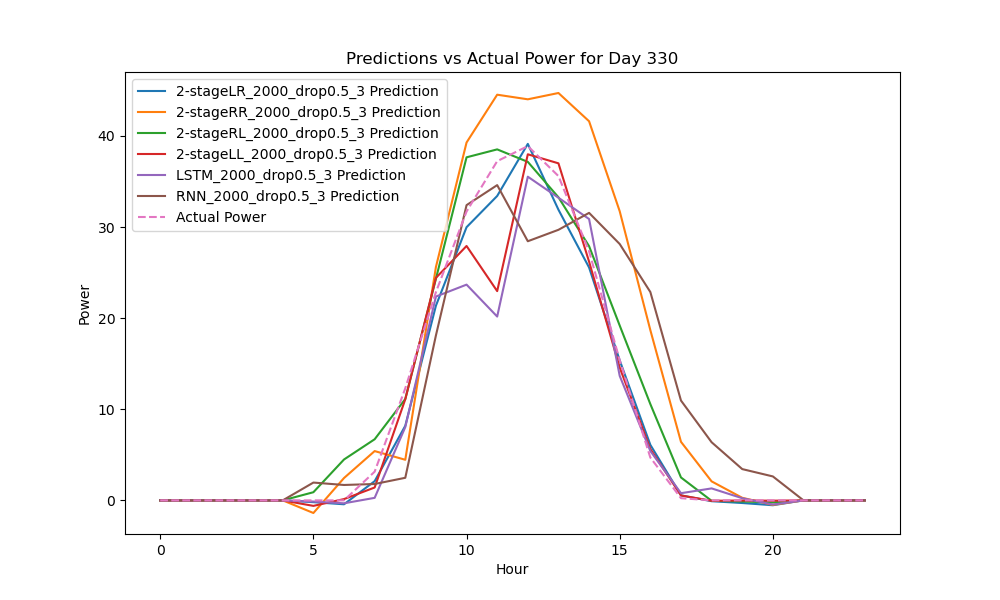 Predictions vs Actual Power for Day 330
2-stageLR_2000_drop0.5_3 Prediction
2-stageRR_2000_drop0.5_3 Prediction
2-stageRL_2000_drop0.5_3 Prediction
2-stageLL_2000_drop0.5_3 Prediction
LSTM_2000_drop0.5_3 Prediction
RNN_2000_drop0.5_3 Prediction
Actual Power
Power
40
30
20
10
0
0 5 10 15 20
Hour